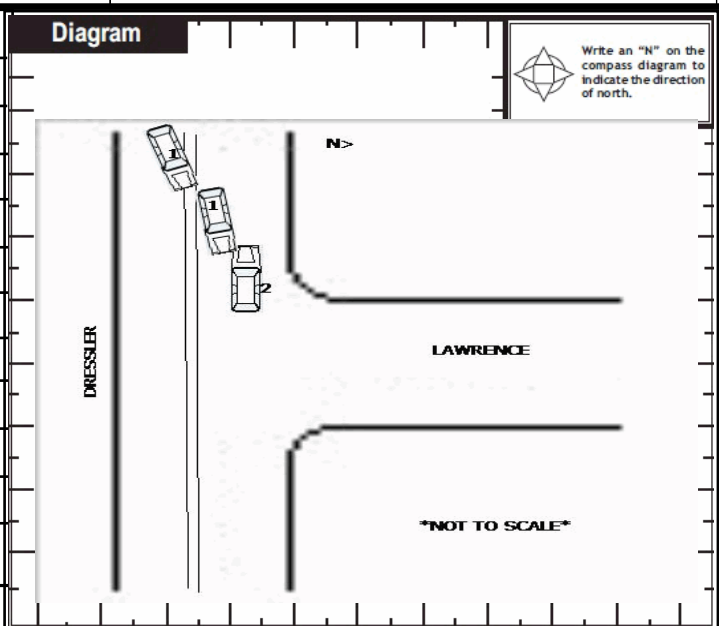 Diagram
Write an “N” on the
compass diagram to
indicate the direction
of north.
N>
1
1
2
DRESSLER
LAWRENCE
*NOT TO SCALE*